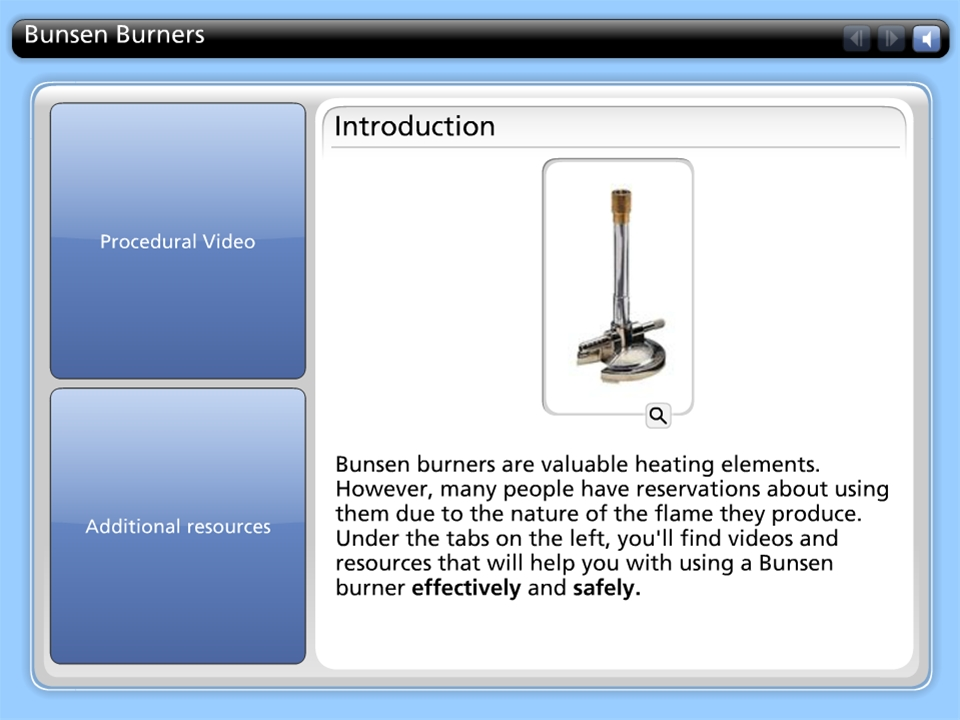 Bunsen Burners
Procedural Video
Additional resources
Introduction
Bunsen burners are valuable heating elements.
However, many people have reservations about using
them due to the nature of the flame they produce.
Under the tabs on the left, you'll find videos and
resources that will help you with using a Bunsen
burner effectively and safely.